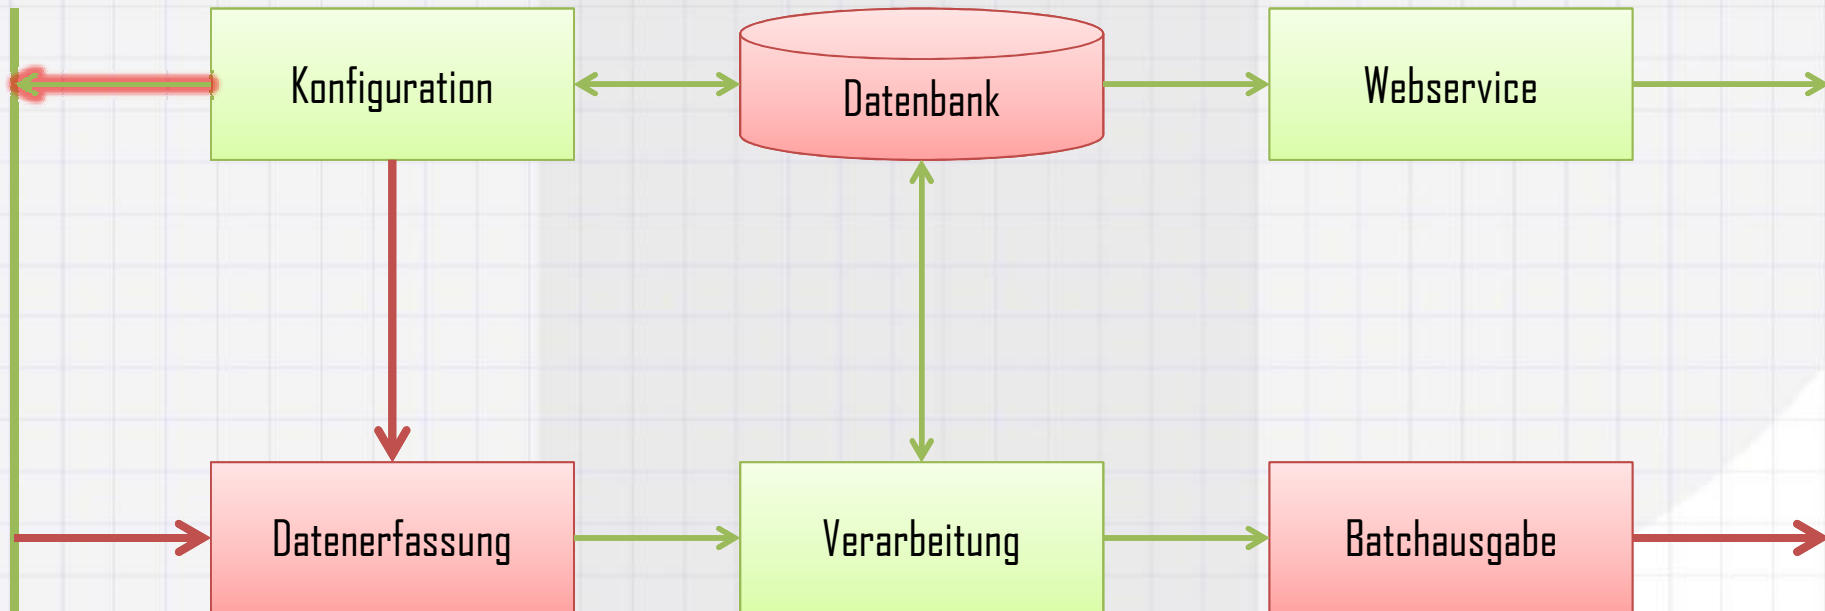 Konfiguration
Datenbank
Webservice
Datenerfassung
Verarbeitung
Batchausgabe